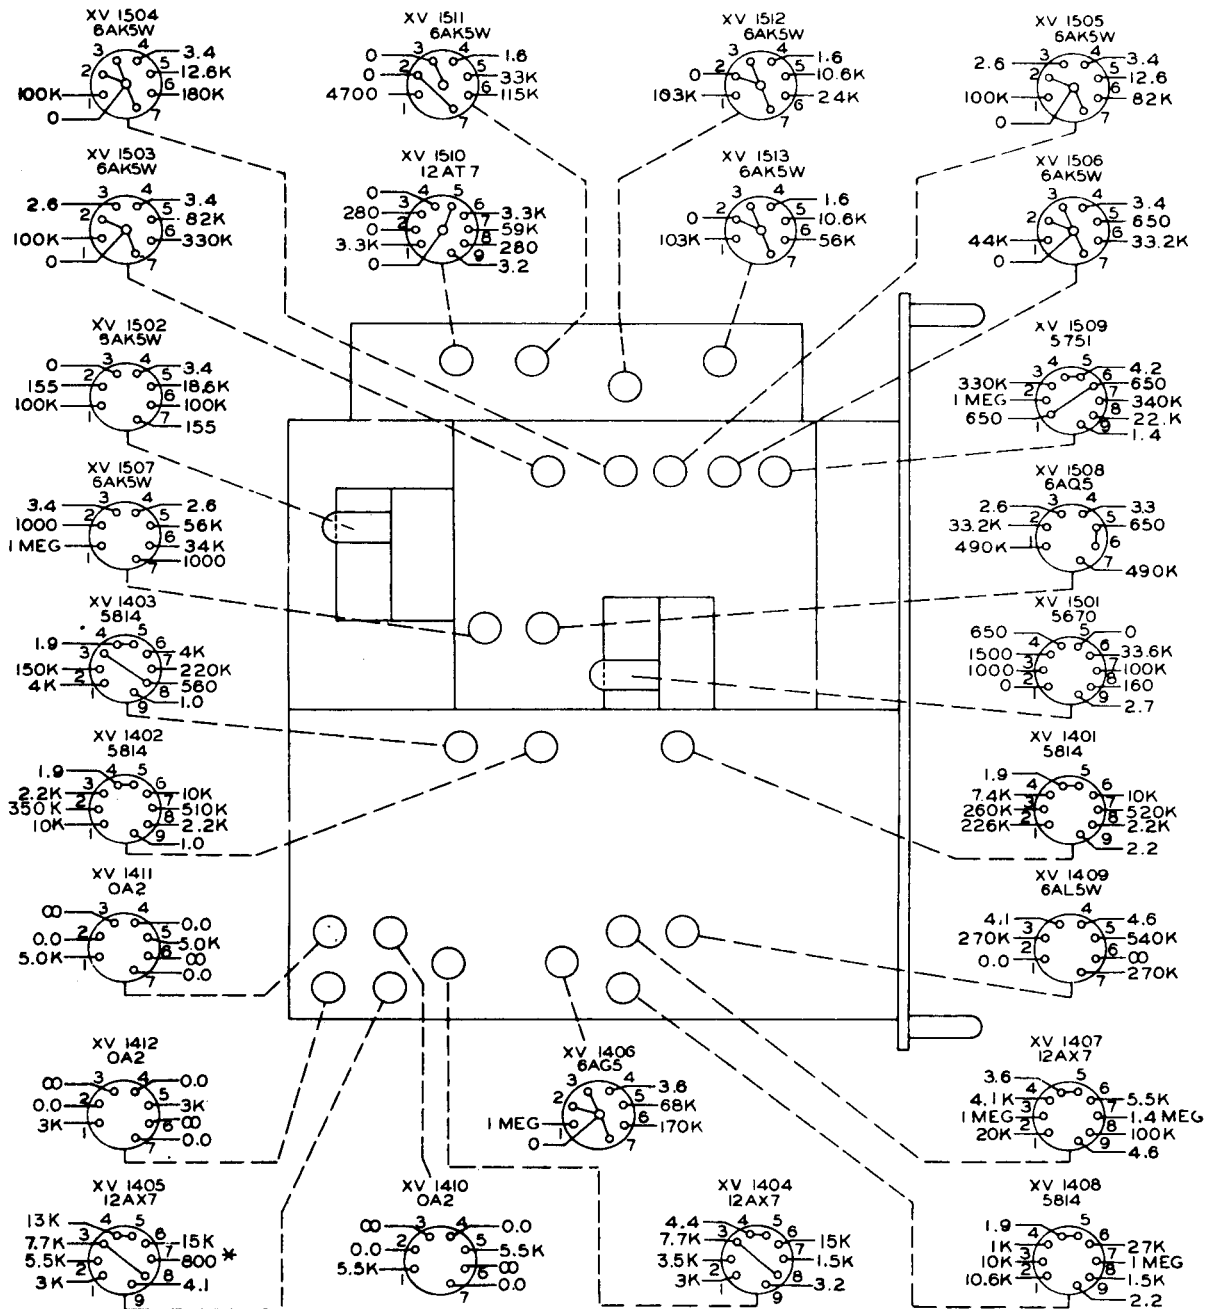 XV 1504
6AK5W
3 4 3.4
2 5 12.6K
100K 6 180K
1 7
0
XV 1511
6AK5W
0 3 4 1.6
0 2 5 33K
4700 6 115K
1 7
XV 1512
6AK5W
3 4 1.6
0 2 5 10.6K
103K 6 24K
1 7
XV 1505
6AK5W
2.6 3 4 3.4
2 5 12.6
100K 6 82K
1 7
0
XV 1503
6AK5W
2.6 3 4 3.4
2 5 82K
100K 6 330K
1 7
0
XV 1510
12AT7
0 4 5
280 3 6 3.3K
0 2 7 59K
3.3K 1 8 280
0 9 3.2
XV 1513
6AK5W
3 4 1.6
0 2 5 10.6K
103K 6 56K
1 7
XV 1506
6AK5W
3 4 3.4
2 5 650
44K 6 33.2K
1 7
0
XV 1502
6AK5W
0 3 4 3.4
155 2 5 18.6K
100K 6 100K
1 7 155
XV 1509
5751
4 5 4.2
330K 3 6 650
1 MEG 2 7 340K
650 8 22.K
1 9 1.4
XV 1507
6AK5W
3.4 3 4 2.6
1000 2 5 56K
1 MEG 6 34K
1 7 1000
XV 1508
6AQ5
2.6 3 4 3.3
33.2K 2 5 650
490K 1 6
7 490K
XV 1403
5814
1.9 4 5
3 6 4K
150K 7 220K
4K 2 8 560
1 1.0
9
XV 1501
5670
650 5 0
1500 4 6 33.6K
1000 3 7 100K
0 2 8 160
1 9 2.7
XV 1402
5814
1.9 4 5
2.2K 3 6 10K
350K 2 7 510K
10K 8 2.2K
1 9 1.0
XV 1401
5814
1.9 5
7.4K 4 6 10K
260K 3 7 520K
226K 2 8 2.2K
1 9 2.2
XV 1411
OA2
∞ 3 4 0.0
0.0 2 5 5.0K
5.0K 6 ∞
1 7 0.0
XV 1409
6AL5W
4.1 4 4.6
270K 3 5 540K
0.0 2 6 ∞
1 7 270K
XV 1412
OA2
∞ 3 4 0.0
0.0 2 5 3K
3K 6 ∞
1 7 0.0
XV 1406
6AG5
3 4 3.6
2 5 68K
1 MEG 6 170K
0 1 7
XV 1407
12AX7
3.6 5
4.1K 4 6 5.5K
1 MEG 3 7 1.4 MEG
20K 2 8 100K
1 9 4.6
XV 1405
12AX7
13K 4 5
7.7K 3 6 15K
5.5K 7 800 *
3K 2 8 4.1
1 9
XV 1410
OA2
∞ 3 4 0.0
0.0 2 5 5.5K
5.5K 6 ∞
1 7 0.0
XV 1404
12AX7
4.4 4 5
7.7K 3 6 15K
3.5K 7 1.5K
3K 2 8 3.2
1 9
XV 1408
5814
1.9 5
1K 4 6 27K
10K 3 7 1 MEG
10.6K 2 8 1.5K
1 9 2.2